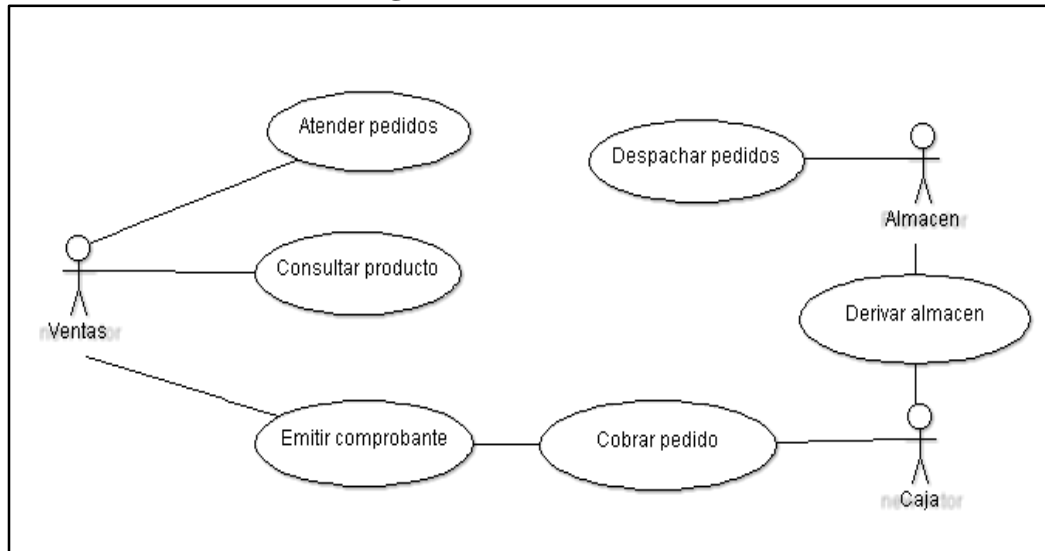 Atender pedidos
Despachar pedidos
Almacen
Consultar producto
Ventas
Derivar almacen
Emitir comprobante
Cobrar pedido
Caja